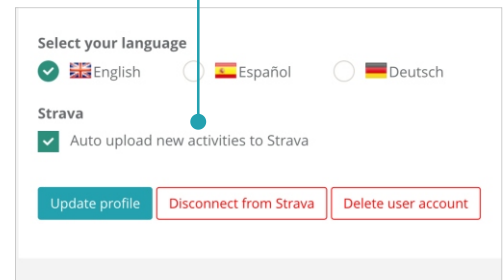 Select your language
English Español Deutsch
Strava
Auto upload new activities to Strava
Update profile Disconnect from Strava Delete user account